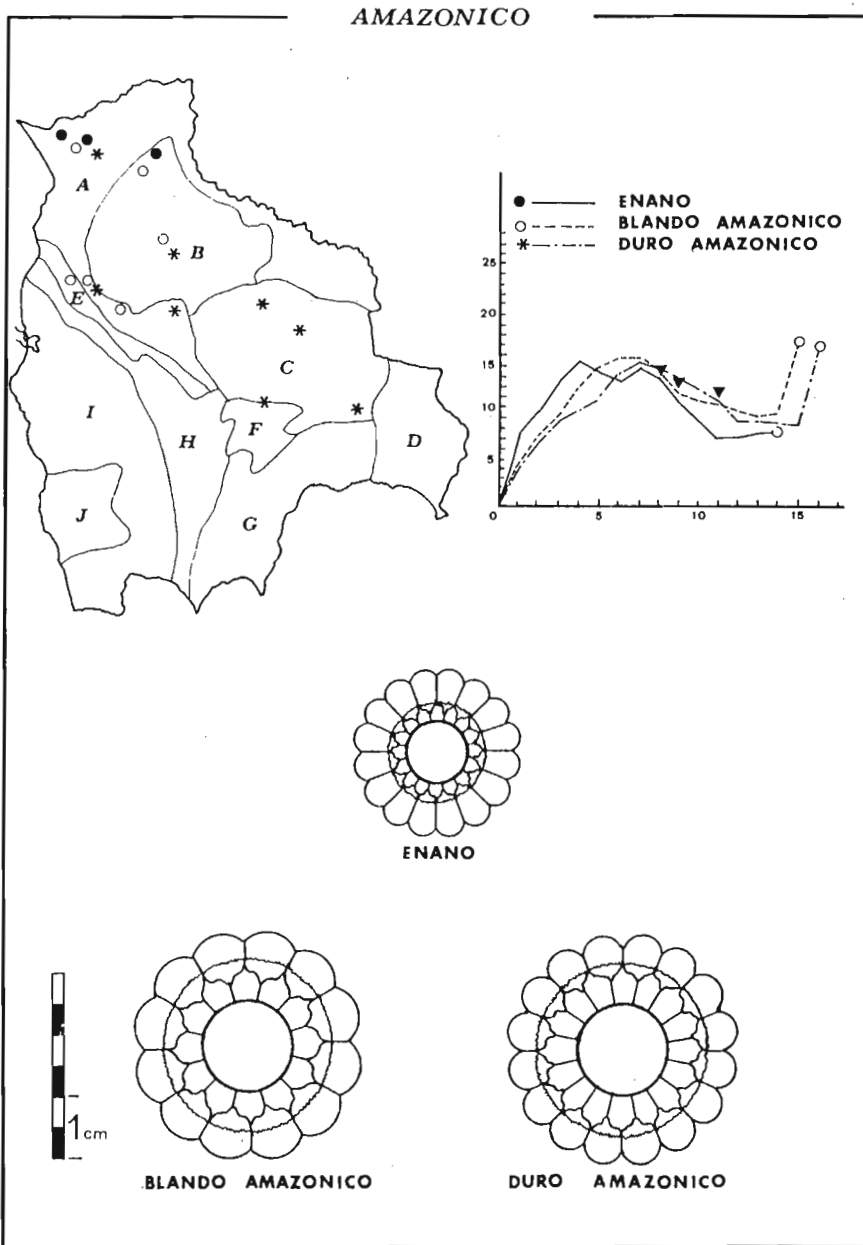 AMAZONICO
A
B
E
C
I
H
F
D
J
G
ENANO
BLANDO AMAZONICO
DURO AMAZONICO
25
20
15
10
5
0
5
10
15
ENANO
1cm
BLANDO AMAZONICO
DURO AMAZONICO